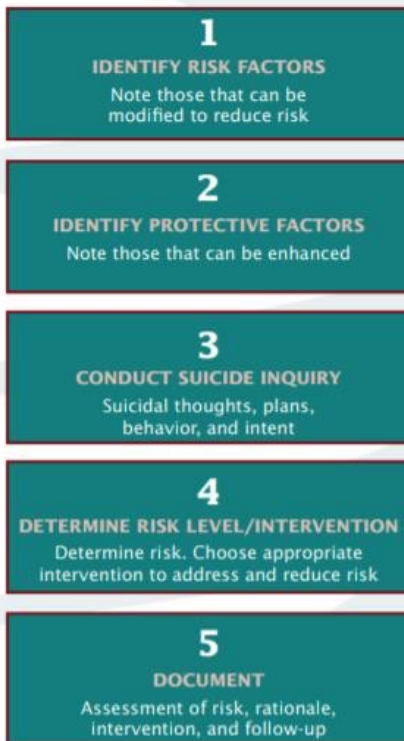 1
IDENTIFY RISK FACTORS
Note those that can be
modified to reduce risk
2
IDENTIFY PROTECTIVE FACTORS
Note those that can be enhanced
3
CONDUCT SUICIDE INQUIRY
Suicidal thoughts, plans,
behavior, and intent
4
DETERMINE RISK LEVEL/INTERVENTION
Determine risk. Choose appropriate
intervention to address and reduce risk
5
DOCUMENT
Assessment of risk, rationale,
intervention, and follow-up